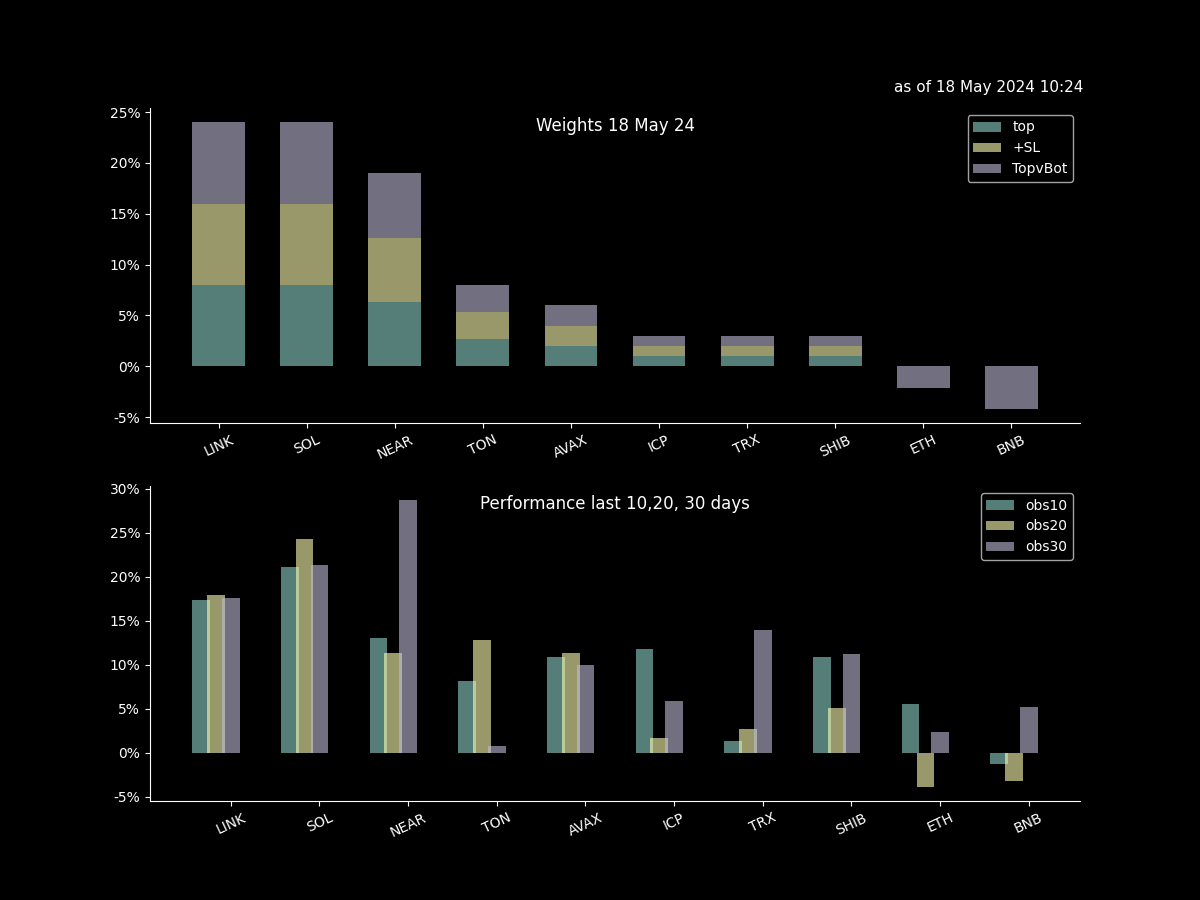 as of 18 May 2024 10:24
Weights 18 May 24
25%
20%
15%
10%
5%
0%
-5%
top
+SL
TopvBot
LINK SOL NEAR TON AVAX ICP TRX SHIB ETH BNB
Performance last 10,20, 30 days
30%
25%
20%
15%
10%
5%
0%
-5%
obs10
obs20
obs30
LINK SOL NEAR TON AVAX ICP TRX SHIB ETH BNB